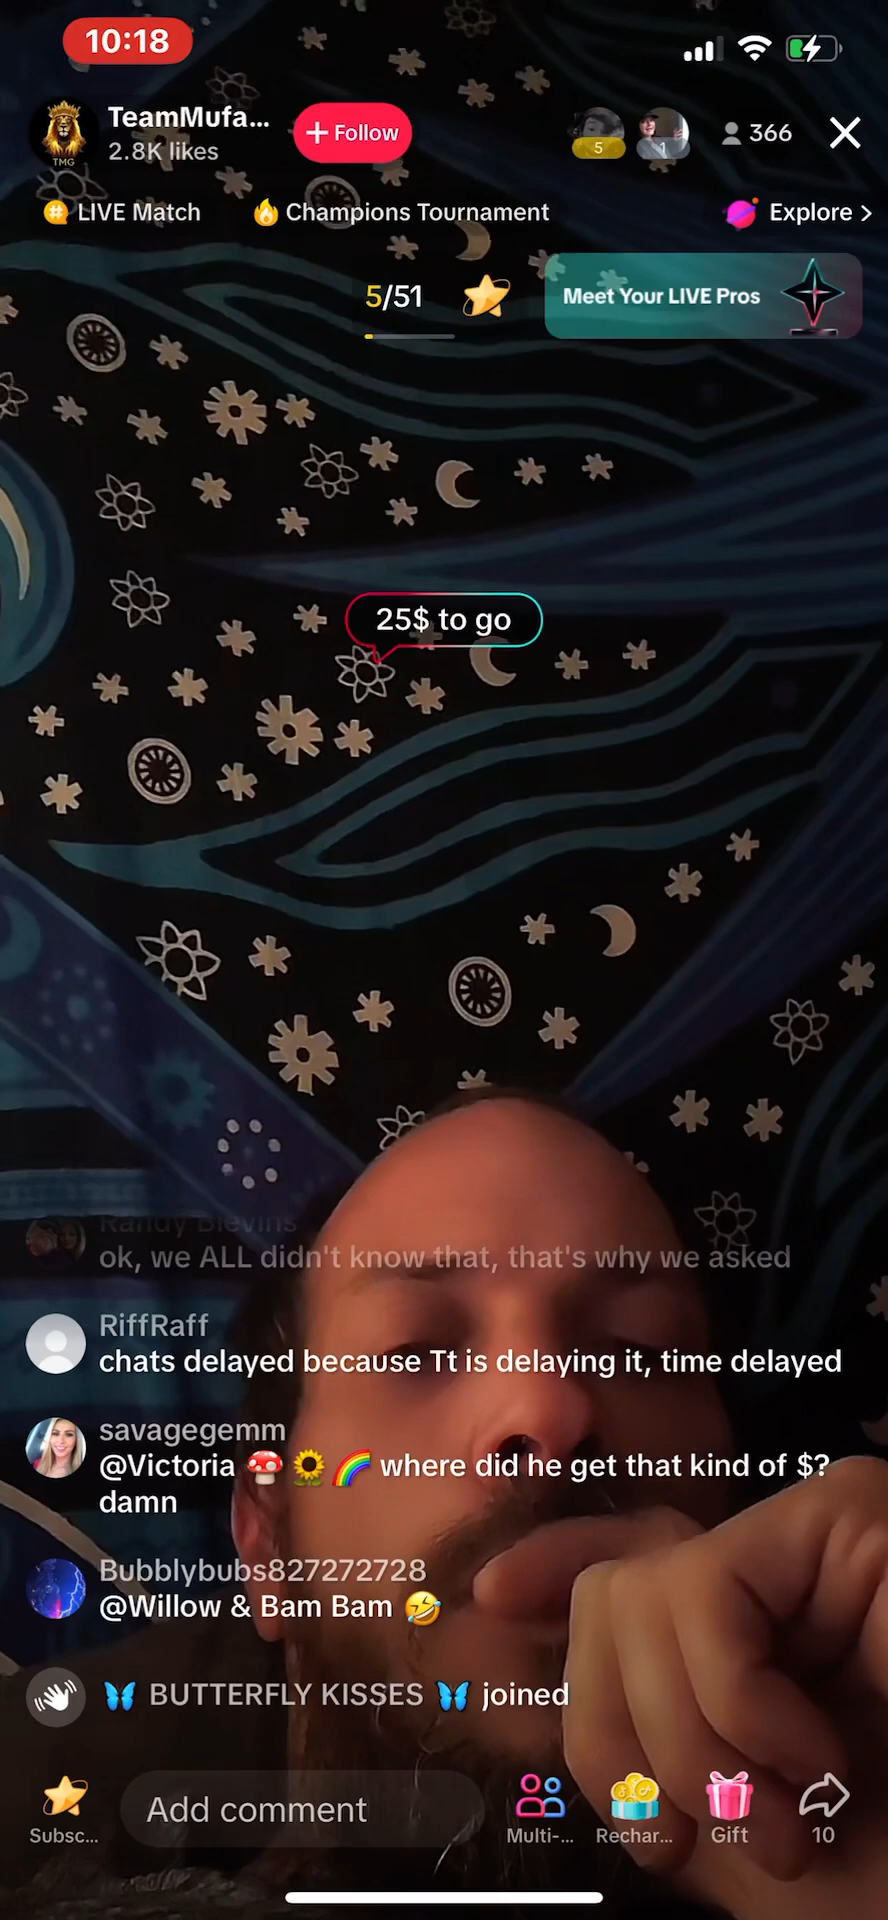 10:18
TeamMufa...
2.8K likes
+ Follow
TMG
5
1
366
LIVE Match
Champions Tournament
Explore >
5/51
Meet Your LIVE Pros
25$ to go
Randy Blevins
ok, we ALL didn't know that, that's why we asked
RiffRaff
chats delayed because Tt is delaying it, time delayed
savagegemm
@Victoria 🍄🌻🌈 where did he get that kind of $?
damn
Bubblybubs827272728
@Willow & Bam Bam 🤣
🦋 BUTTERFLY KISSES 🦋 joined
Subsc...
Add comment
Multi-...
Rechar...
Gift
10